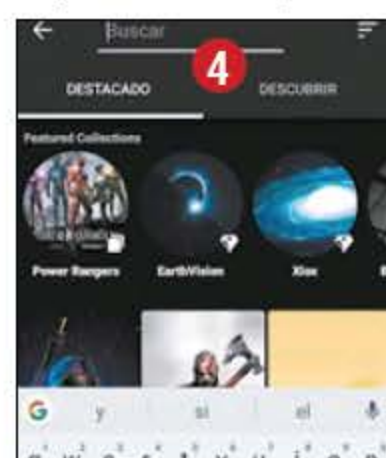 Buscar
4
DESTACADO DESCUBRIR
Featured Collections
Power Rangers EarthVision Xiox
y si el